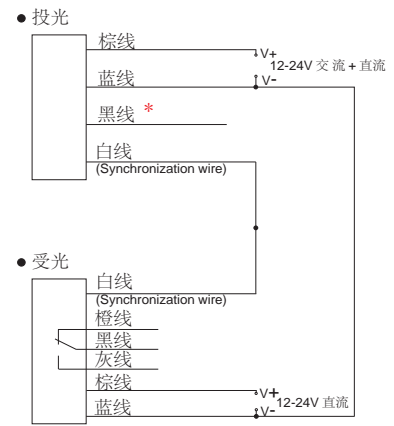 ● 投光
棕线
V+
12-24V 交 流 + 直流
蓝线
V-
黑线 *
白线
(Synchronization wire)
● 受光
白线
(Synchronization wire)
橙线
黑线
灰线
棕线
V+
12-24V 直流
蓝线
V-